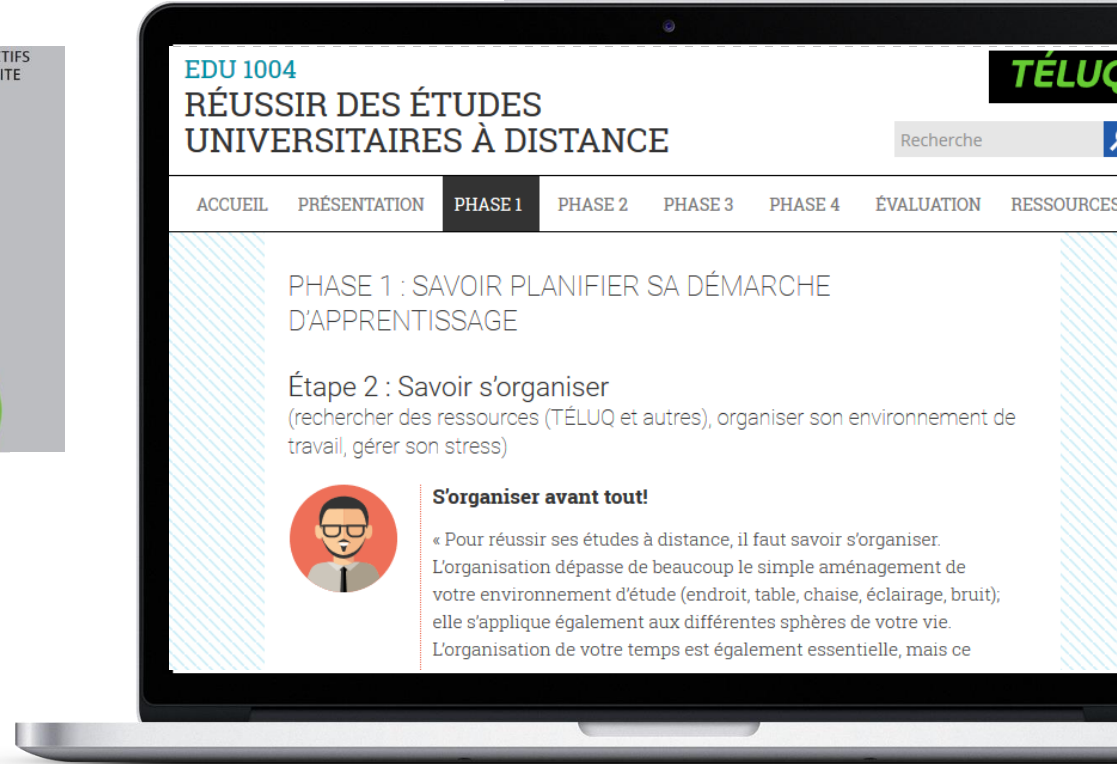 EDU 1004
RÉUSSIR DES ÉTUDES
UNIVERSITAIRES À DISTANCE
TÉLUQ
Recherche
ACCUEIL PRÉSENTATION PHASE 1 PHASE 2 PHASE 3 PHASE 4 ÉVALUATION RESSOURCES
PHASE 1 : SAVOIR PLANIFIER SA DÉMARCHE
D'APPRENTISSAGE
Étape 2 : Savoir s'organiser
(rechercher des ressources (TÉLUQ et autres), organiser son environnement de
travail, gérer son stress)
S'organiser avant tout!
« Pour réussir ses études à distance, il faut savoir s'organiser.
L'organisation dépasse de beaucoup le simple aménagement de
votre environnement d'étude (endroit, table, chaise, éclairage, bruit);
elle s'applique également aux différentes sphères de votre vie.
L'organisation de votre temps est également essentielle, mais ce